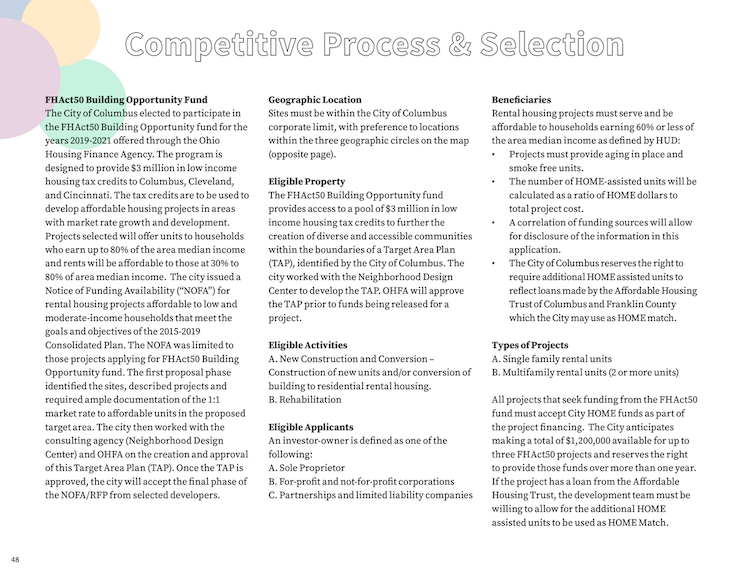 Competitive Process & Selection
FHAct50 Building Opportunity Fund
The City of Columbus elected to participate in
the FHAct50 Building Opportunity fund for the
years 2019-2021 offered through the Ohio
Housing Finance Agency. The program is
designed to provide $3 million in low income
housing tax credits to Columbus, Cleveland,
and Cincinnati. The tax credits are to be used to
develop affordable housing projects in areas
with market rate growth and development.
Projects selected will offer units to households
who earn up to 80% of the area median income
and rents will be affordable to those at 30% to
80% of area median income.  The city issued a
Notice of Funding Availability (“NOFA”) for
rental housing projects affordable to low and
moderate-income households that meet the
goals and objectives of the 2015-2019
Consolidated Plan. The NOFA was limited to
those projects applying for FHAct50 Building
Opportunity fund. The first proposal phase
identified the sites, described projects and
required ample documentation of the 1:1
market rate to affordable units in the proposed
target area. The city then worked with the
consulting agency (Neighborhood Design
Center) and OHFA on the creation and approval
of this Target Area Plan (TAP). Once the TAP is
approved, the city will accept the final phase of
the NOFA/RFP from selected developers.
Geographic Location
Sites must be within the City of Columbus
corporate limit, with preference to locations
within the three geographic circles on the map
(opposite page).
Eligible Property
The FHAct50 Building Opportunity fund
provides access to a pool of $3 million in low
income housing tax credits to further the
creation of diverse and accessible communities
within the boundaries of a Target Area Plan
(TAP), identified by the City of Columbus. The
city worked with the Neighborhood Design
Center to develop the TAP. OHFA will approve
the TAP prior to funds being released for a
project.
Eligible Activities
A. New Construction and Conversion –
Construction of new units and/or conversion of
building to residential rental housing.
B. Rehabilitation
Eligible Applicants
An investor-owner is defined as one of the
following:
A. Sole Proprietor
B. For-profit and not-for-profit corporations
C. Partnerships and limited liability companies
Beneficiaries
Rental housing projects must serve and be
affordable to households earning 60% or less of
the area median income as defined by HUD:
• Projects must provide aging in place and
smoke free units.
• The number of HOME-assisted units will be
calculated as a ratio of HOME dollars to
total project cost.
• A correlation of funding sources will allow
for disclosure of the information in this
application.
• The City of Columbus reserves the right to
require additional HOME assisted units to
reflect loans made by the Affordable Housing
Trust of Columbus and Franklin County
which the City may use as HOME match.
Types of Projects
A. Single family rental units
B. Multifamily rental units (2 or more units)
All projects that seek funding from the FHAct50
fund must accept City HOME funds as part of
the project financing.  The City anticipates
making a total of $1,200,000 available for up to
three FHAct50 projects and reserves the right
to provide those funds over more than one year.
If the project has a loan from the Affordable
Housing Trust, the development team must be
willing to allow for the additional HOME
assisted units to be used as HOME Match.
48